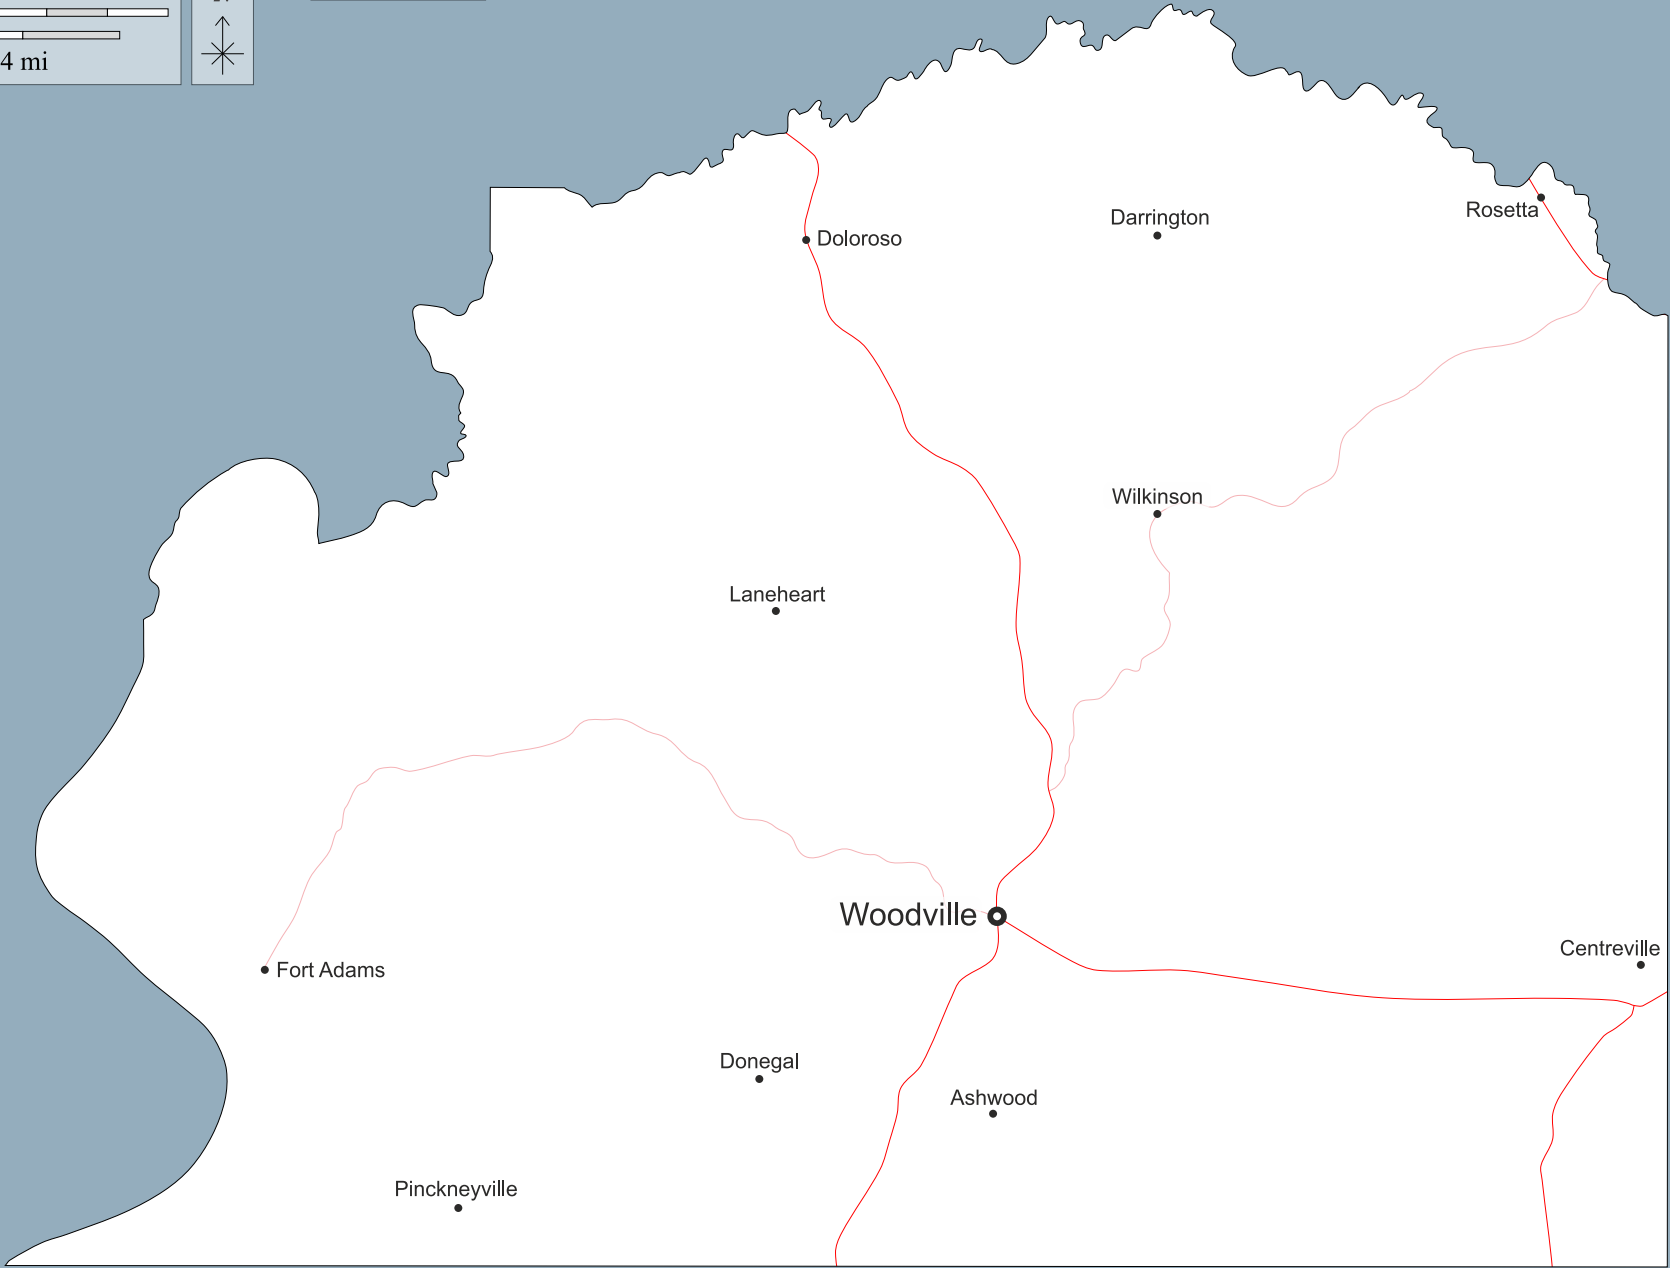 4 mi
Rosetta
Darrington
Doloroso
Wilkinson
Laneheart
Woodville
Centreville
Fort Adams
Donegal
Ashwood
Pinckneyville